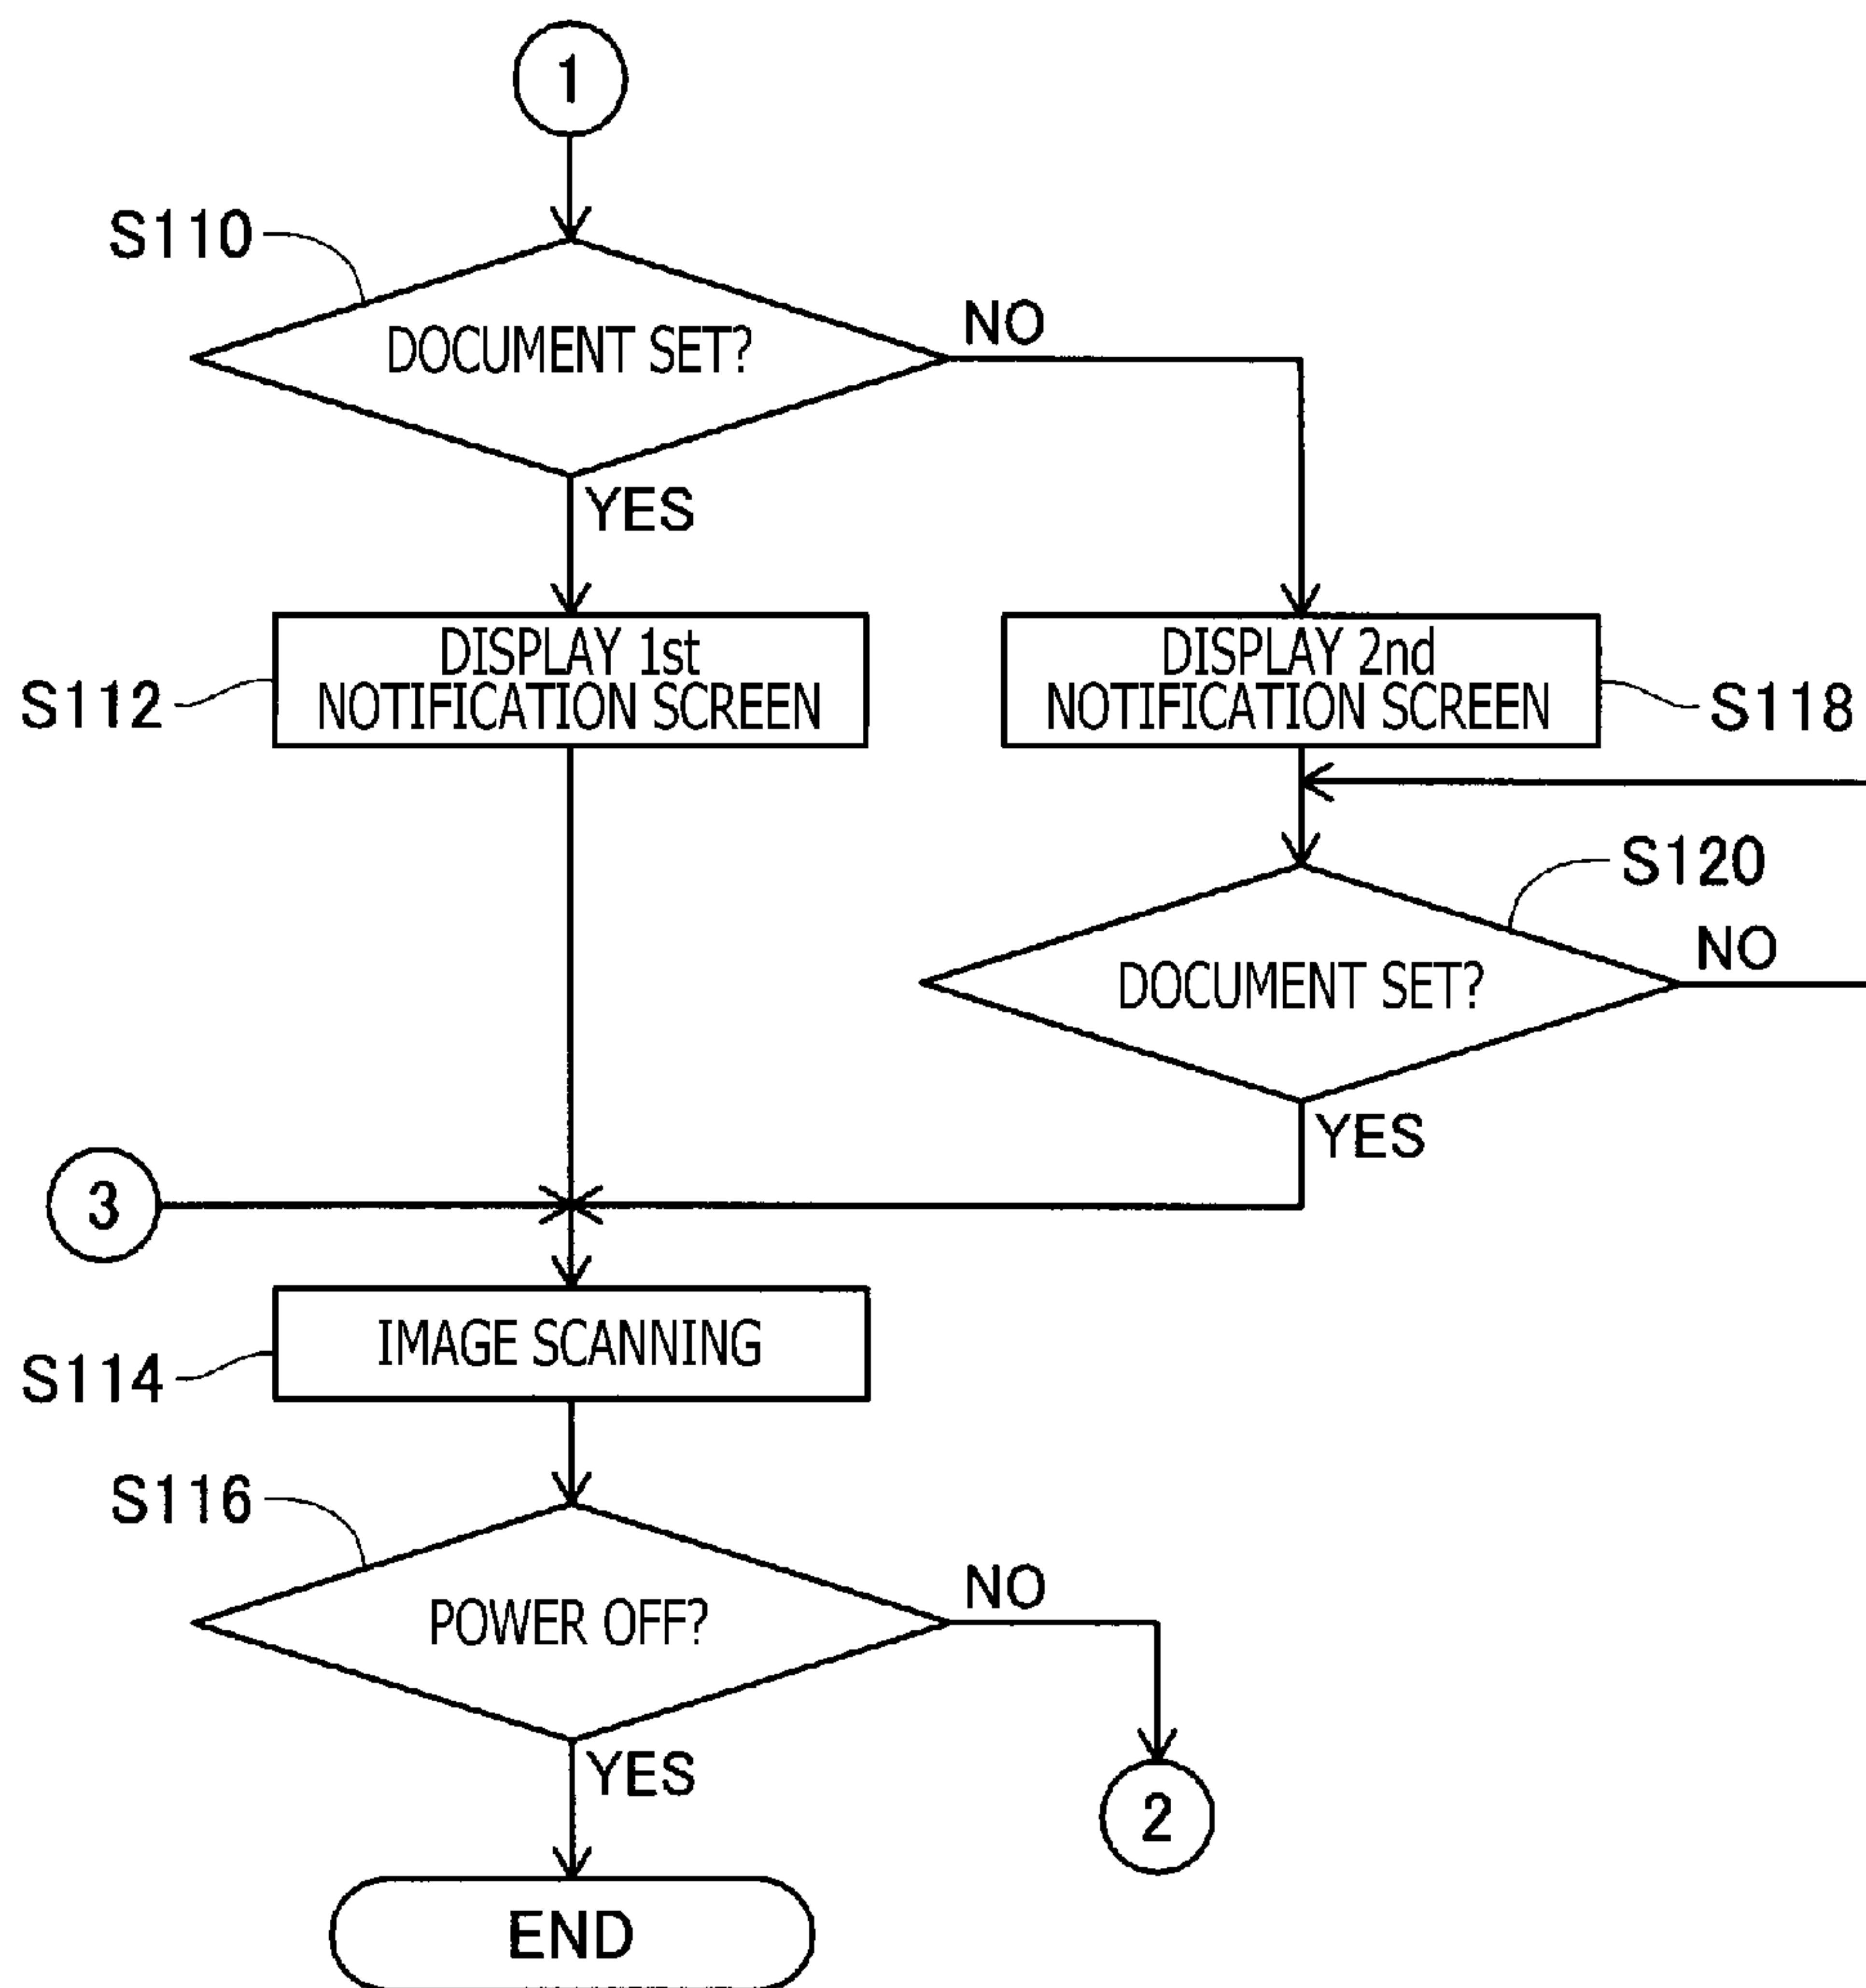 1
S110
DOCUMENT SET?
NO
YES
S112
DISPLAY 1st
NOTIFICATION SCREEN
DISPLAY 2nd
NOTIFICATION SCREEN
S118
S120
DOCUMENT SET?
NO
YES
3
S114
IMAGE SCANNING
S116
POWER OFF?
NO
YES
2
END